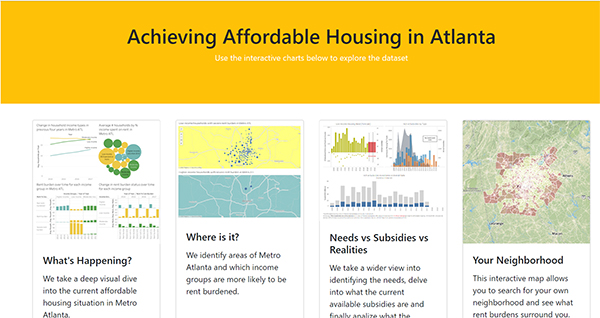 Achieving Affordable Housing in Atlanta
Use the interactive charts below to explore the dataset
What's Happening?
We take a deep visual dive
into the current affordable
housing situation in Metro
Atlanta.
Where is it?
We identify areas of Metro
Atlanta and which income
groups are more likely to be
rent burdened.
Needs vs Subsidies vs
Realities
We take a wider view into
identifying the needs, delve
into what the current
available subsidies are and
finally analize what the
Your Neighborhood
This interactive map allows
you to search for your own
neighborhood and see what
rent burdens surround you.